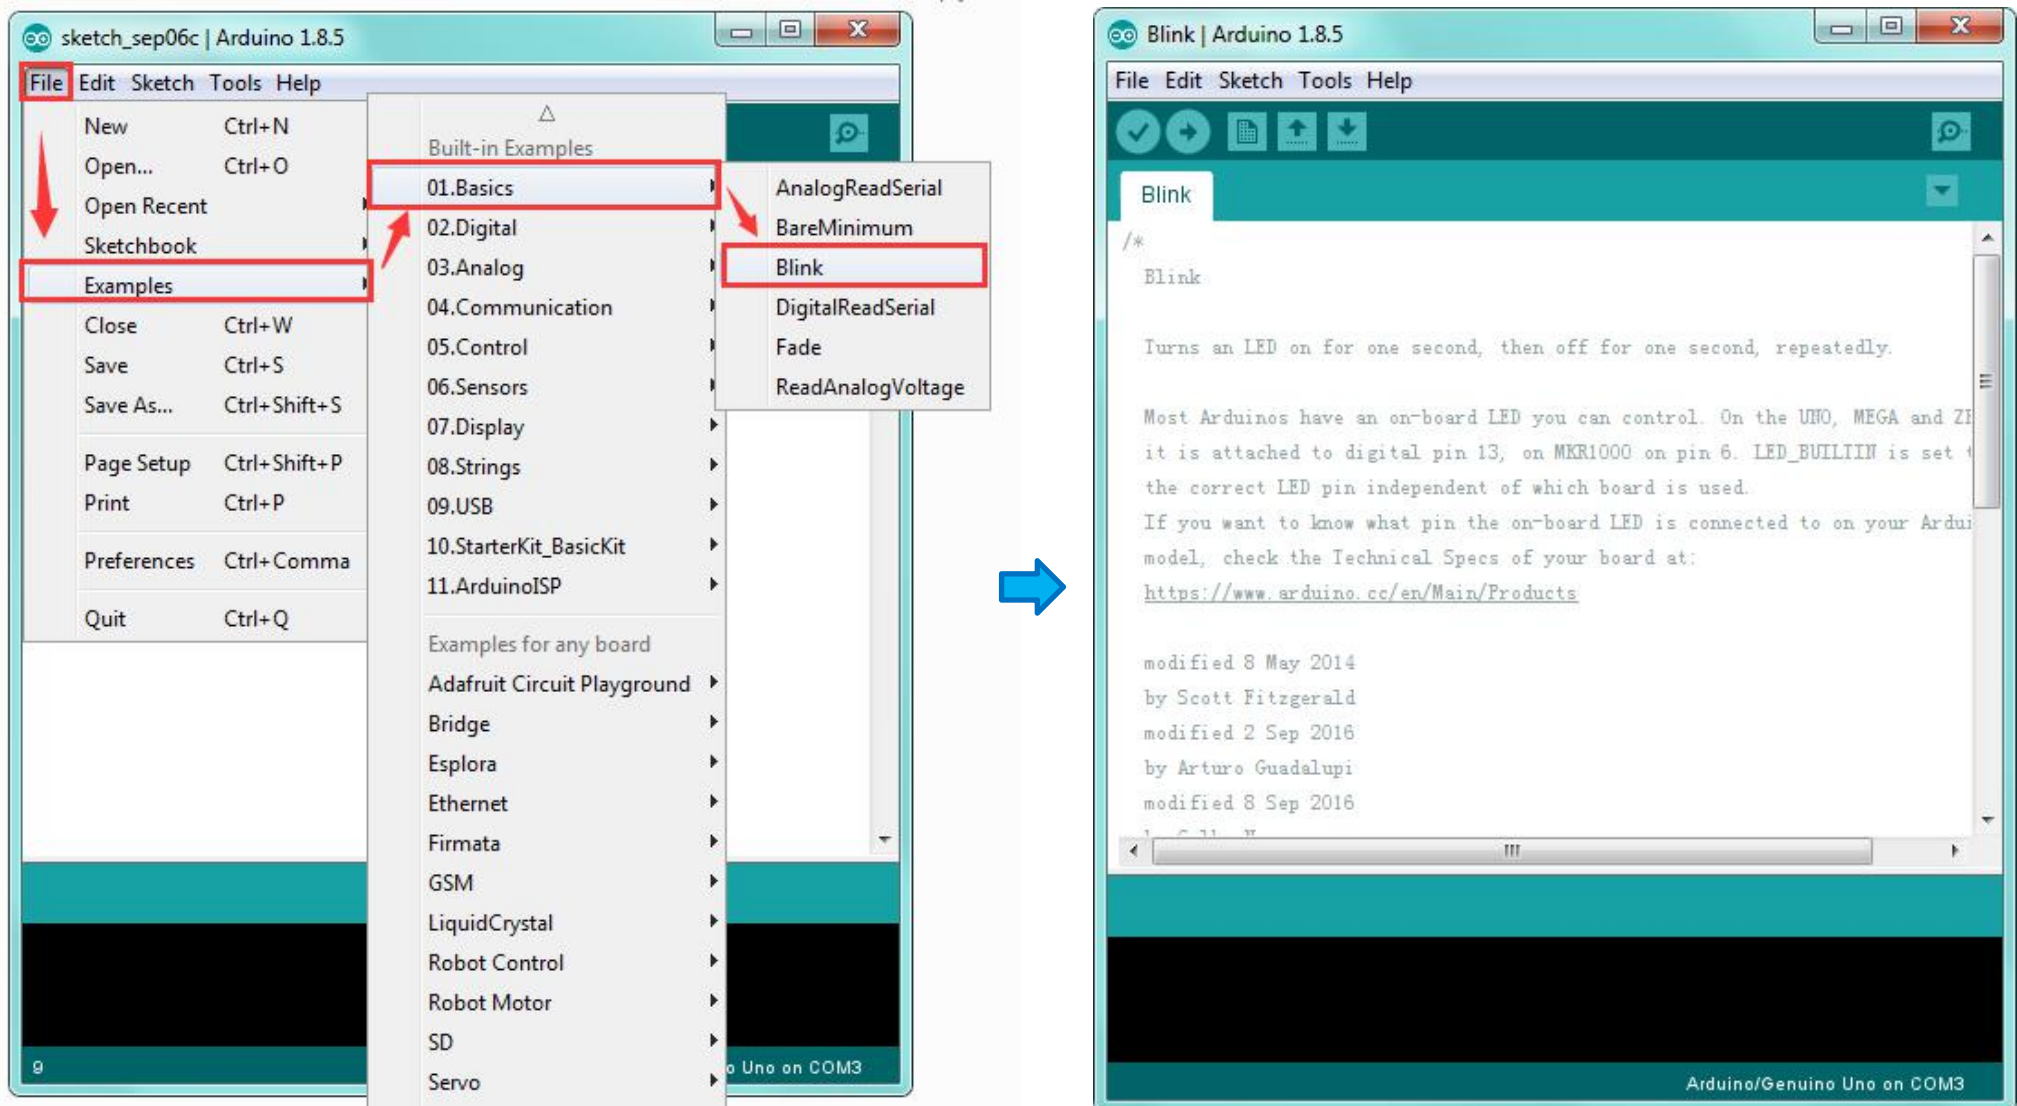 sketch_sep06c | Arduino 1.8.5
File Edit Sketch Tools Help
New Ctrl+N
Open... Ctrl+O
Open Recent
Sketchbook
Examples
Close Ctrl+W
Save Ctrl+S
Save As... Ctrl+Shift+S
Page Setup Ctrl+Shift+P
Print Ctrl+P
Preferences Ctrl+Comma
Quit Ctrl+Q
Built-in Examples
01.Basics
02.Digital
03.Analog
04.Communication
05.Control
06.Sensors
07.Display
08.Strings
09.USB
10.StarterKit_BasicKit
11.ArduinoISP
Examples for any board
Adafruit Circuit Playground
Bridge
Esplora
Ethernet
Firmata
GSM
LiquidCrystal
Robot Control
Robot Motor
SD
Servo
AnalogReadSerial
BareMinimum
Blink
DigitalReadSerial
Fade
ReadAnalogVoltage
9
o Uno on COM3
Blink | Arduino 1.8.5
File Edit Sketch Tools Help
Blink
/*
Blink
Turns an LED on for one second, then off for one second, repeatedly.
Most Arduinos have an on-board LED you can control. On the UNO, MEGA and ZE
it is attached to digital pin 13, on MKR1000 on pin 6. LED_BUILTIN is set t
the correct LED pin independent of which board is used.
If you want to know what pin the on-board LED is connected to on your Ardui
model, check the Technical Specs of your board at:
https://www.arduino.cc/en/Main/Products
modified 8 May 2014
by Scott Fitzgerald
modified 2 Sep 2016
by Arturo Guadalupi
modified 8 Sep 2016
Arduino/Genuino Uno on COM3